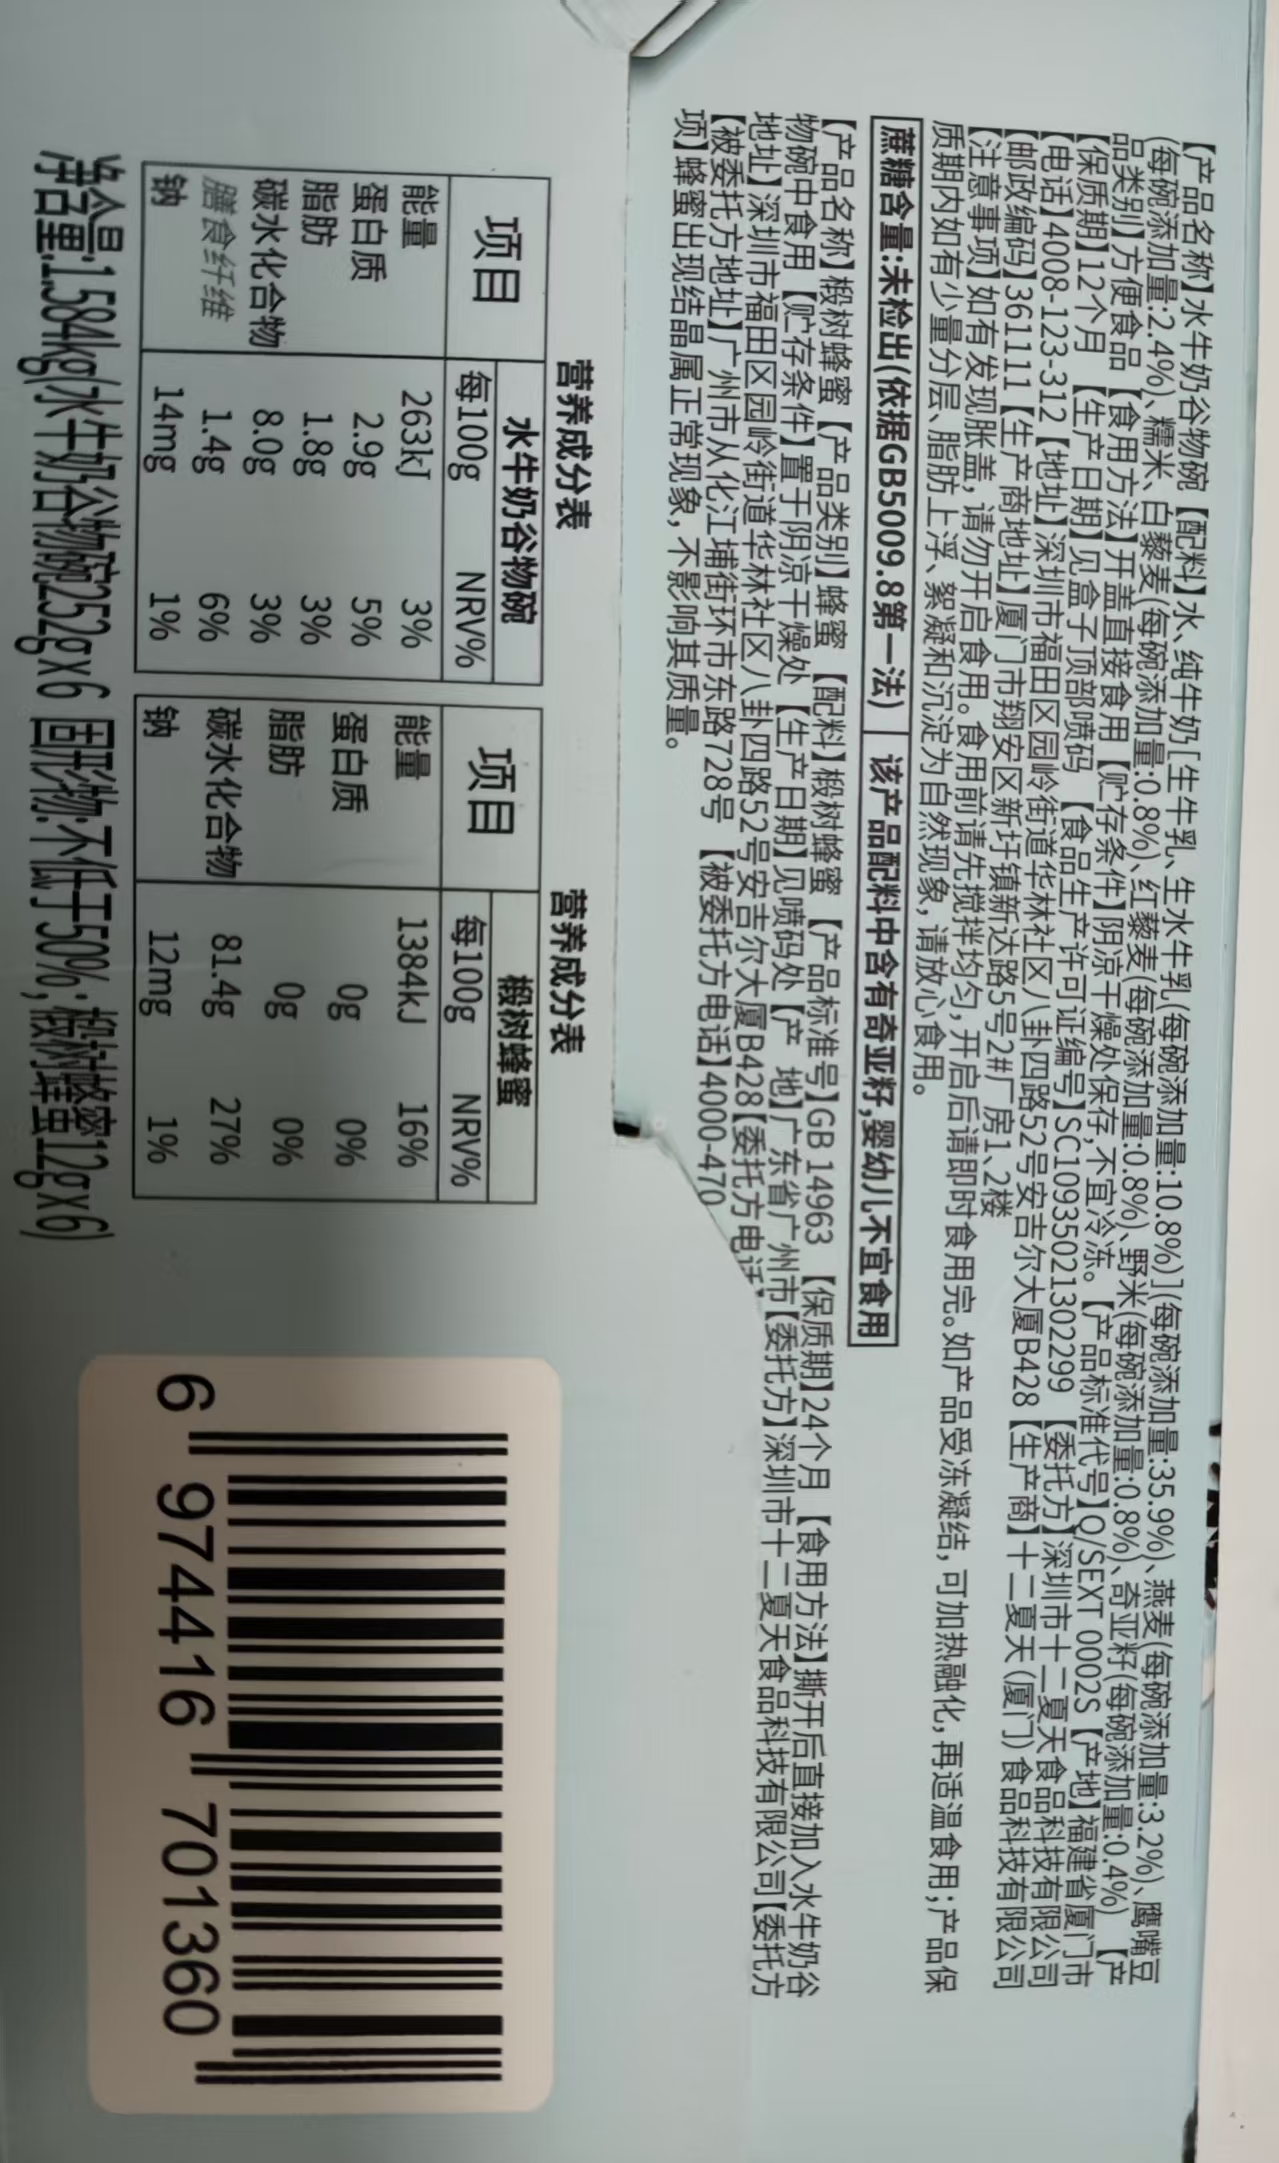 【产品名称】水牛奶谷物碗【配料】水、纯牛奶[生牛乳、生水牛乳(每碗添加量:10.8%)](每碗添加量:35.9%)、燕麦(每碗添加量:3.2%)、鹰嘴豆
(每碗添加量:2.4%)、糯米、白藜麦(每碗添加量:0.8%)、红藜麦(每碗添加量:0.8%)、野米(每碗添加量:0.8%)、奇亚籽(每碗添加量:0.4%)【产
品类别】方便食品【食用方法】开盖直接食用【贮存条件】阴凉干燥处保存,不宜冷冻。【产品标准代号】Q/SEXT 0002S【产地】福建省厦门市
【保质期】12个月【生产日期】见盒子顶部喷码【食品生产许可证编号】SC10935021302299【委托方】深圳市十二夏天食品科技有限公司
【电话】4008-123-312【地址】深圳市福田区园岭街道华林社区八卦四路52号安吉尔大厦B428【生产商】十二夏天(厦门)食品科技有限公司
【邮政编码】361111【生产商地址】厦门市翔安区新圩镇新达路5号2#厂房1、2楼
【注意事项】如有发现胀盖,请勿开启食用。食用前请先搅拌均匀,开启后请即时食用完。如产品受冻凝结,可加热融化,再适温食用;产品保
质期内如有少量分层、脂肪上浮、絮凝和沉淀为自然现象,请放心食用。
蔗糖含量:未检出(依据GB5009.8第一法) 该产品配料中含有奇亚籽,婴幼儿不宜食用
【产品名称】椴树蜂蜜【产品类别】蜂蜜【配料】椴树蜂蜜【产品标准号】GB 14963【保质期】24个月【食用方法】撕开后直接加入水牛奶谷
物碗中食用【贮存条件】置于阴凉干燥处【生产日期】见喷码处【产 地】广东省广州市【委托方】深圳市十二夏天食品科技有限公司【委托方
地址】深圳市福田区园岭街道华林社区八卦四路52号安吉尔大厦B428【委托方电话
【被委托方地址】广州市从化江埔街环市东路728号【被委托方电话】4000-470
项】蜂蜜出现结晶属正常现象,不影响其质量。
营养成分表
项目 水牛奶谷物碗
每100g NRV%
能量 263kJ 3%
蛋白质 2.9g 5%
脂肪 1.8g 3%
碳水化合物 8.0g 3%
膳食纤维 1.4g 6%
钠 14mg 1%
营养成分表
项目 椴树蜂蜜
每100g NRV%
能量 1384kJ 16%
蛋白质 0g 0%
脂肪 0g 0%
碳水化合物 81.4g 27%
钠 12mg 1%
净含量:1.584kg(水牛奶谷物碗252gx6 固形物:不低于50%;椴树蜂蜜12gx6)
6 974416 701360